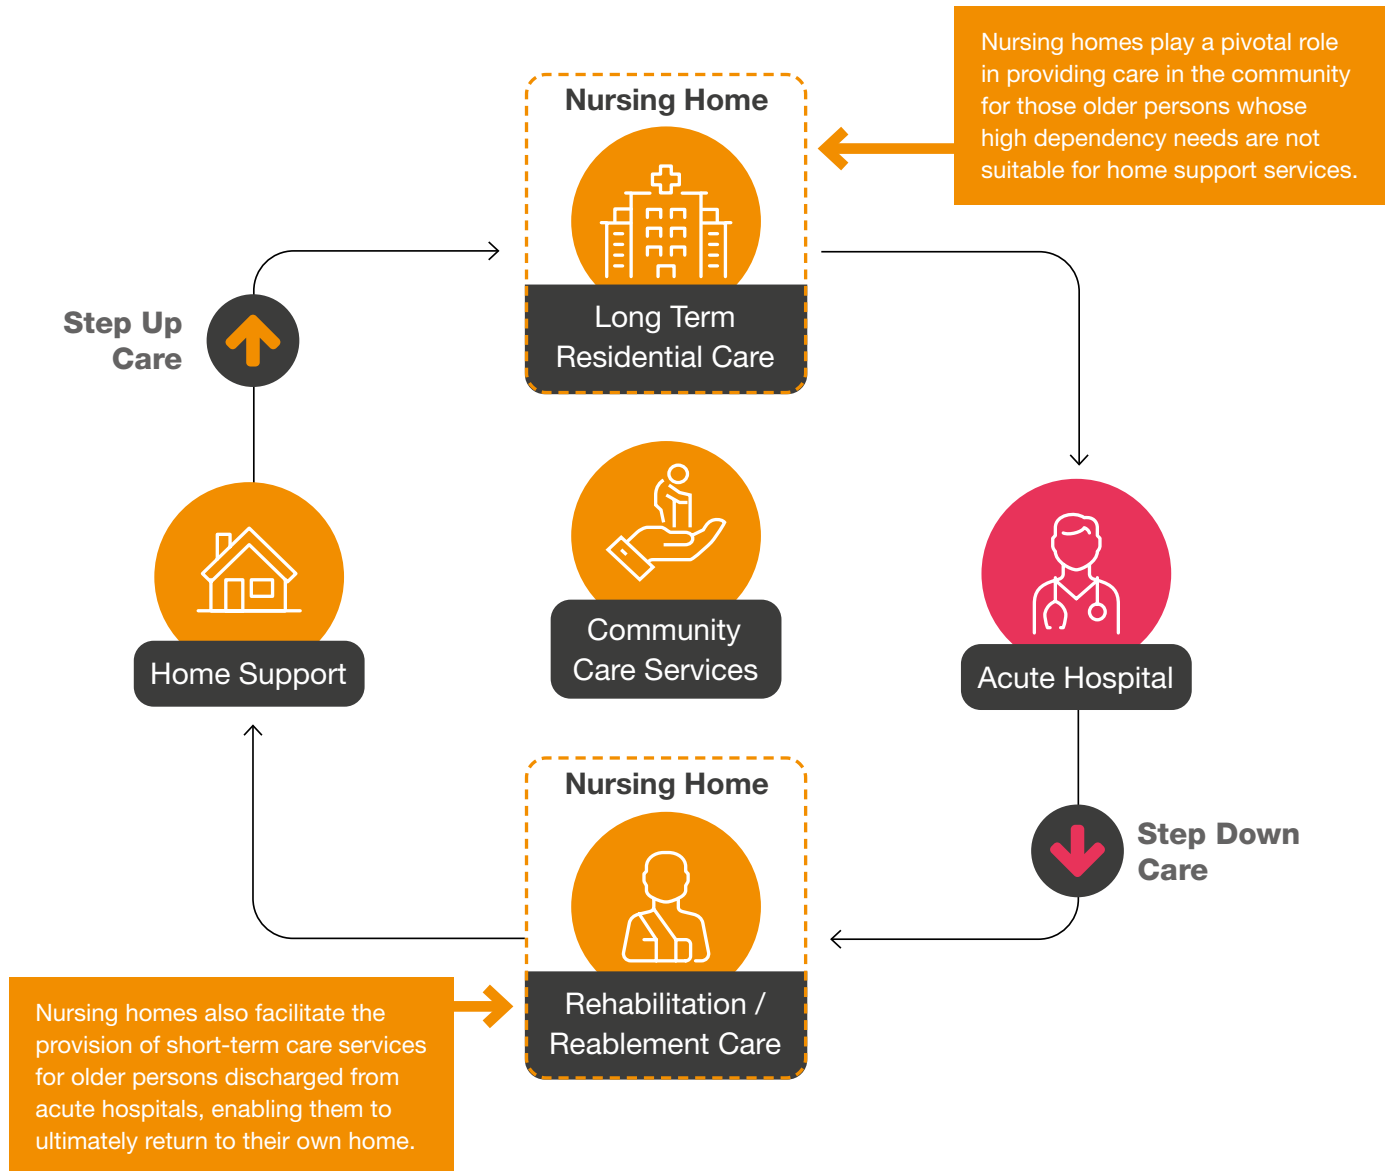 Nursing homes play a pivotal role
in providing care in the community
for those older persons whose
high dependency needs are not
suitable for home support services.
Nursing Home
Long Term
Residential Care
Step Up
Care
Community
Care Services
Home Support
Acute Hospital
Nursing Home
Step Down
Care
Rehabilitation /
Reablement Care
Nursing homes also facilitate the
provision of short-term care services
for older persons discharged from
acute hospitals, enabling them to
ultimately return to their own home.